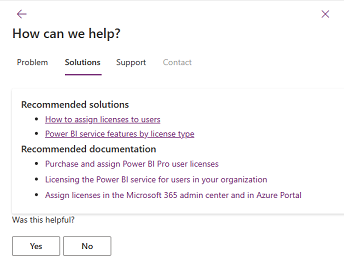 How can we help?
Problem Solutions Support Contact
Recommended solutions
How to assign licenses to users
Power BI service features by license type
Recommended documentation
Purchase and assign Power BI Pro user licenses
Licensing the Power BI service for users in your organization
Assign licenses in the Microsoft 365 admin center and in Azure Portal
Was this helpful?
Yes No